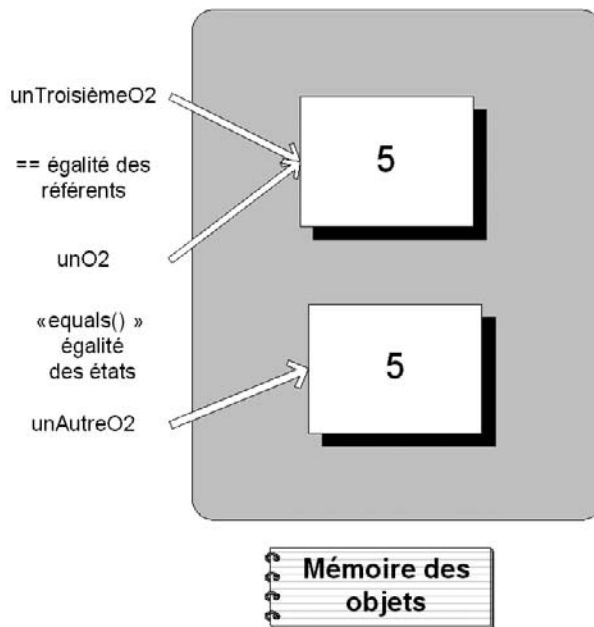 unTroisièmeO2
5
== égalité des
référents
unO2
«equals() »
égalité
des états
5
unAutreO2
Mémoire des
objets